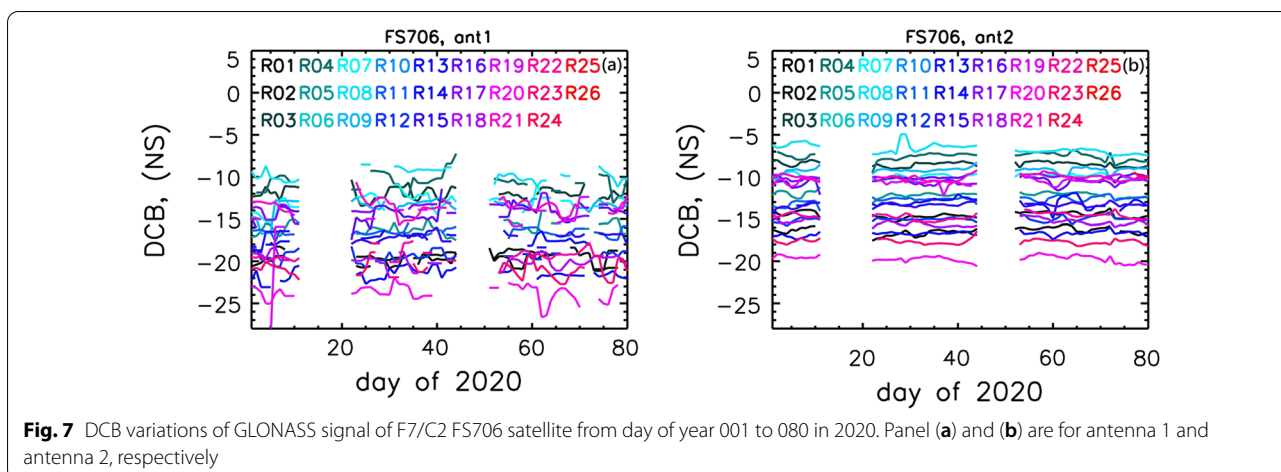 FS706, ant1
5
0
−5
−10
−15
−20
−25
DCB, (NS)
R01 R04 R07 R10 R13 R16 R19 R22 R25 (a)
R02 R05 R08 R11 R14 R17 R20 R23 R26
R03 R06 R09 R12 R15 R18 R21 R24
20 40 60 80
day of 2020
FS706, ant2
5
0
−5
−10
−15
−20
−25
DCB, (NS)
R01 R04 R07 R10 R13 R16 R19 R22 R25 (b)
R02 R05 R08 R11 R14 R17 R20 R23 R26
R03 R06 R09 R12 R15 R18 R21 R24
20 40 60 80
day of 2020
Fig. 7 DCB variations of GLONASS signal of F7/C2 FS706 satellite from day of year 001 to 080 in 2020. Panel (a) and (b) are for antenna 1 and
antenna 2, respectively